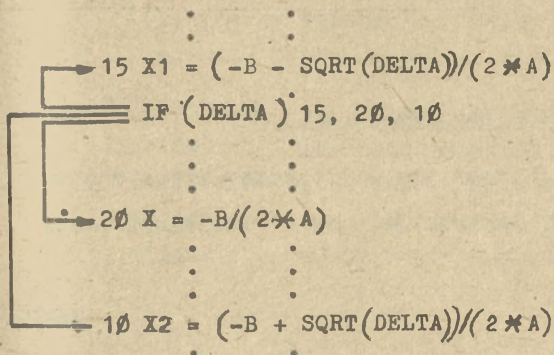 15 X1 = (-B - SQRT(DELTA))/(2*A)
IF (DELTA) 15, 2Ø, 1Ø
2Ø X = -B/(2*A)
1Ø X2 = (-B + SQRT(DELTA))/(2*A)